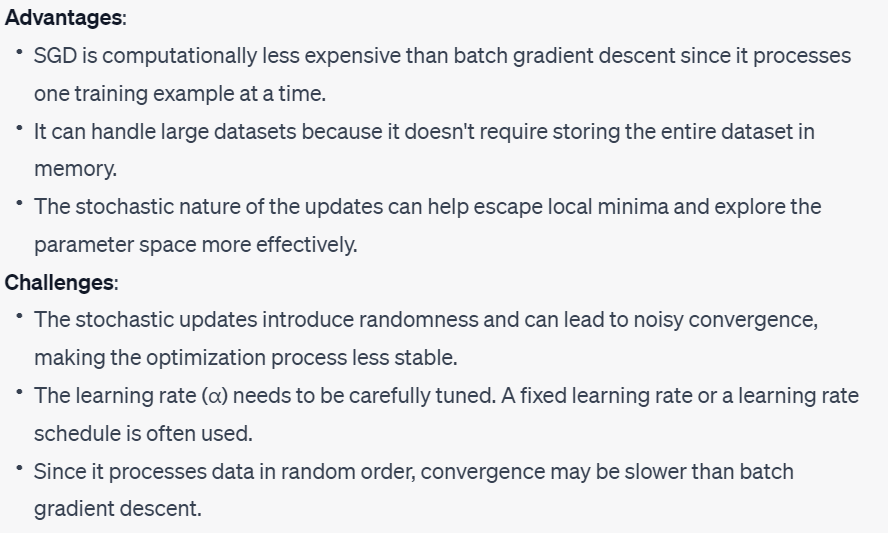 Advantages:
• SGD is computationally less expensive than batch gradient descent since it processes
one training example at a time.
• It can handle large datasets because it doesn't require storing the entire dataset in
memory.
• The stochastic nature of the updates can help escape local minima and explore the
parameter space more effectively.
Challenges:
• The stochastic updates introduce randomness and can lead to noisy convergence,
making the optimization process less stable.
• The learning rate (α) needs to be carefully tuned. A fixed learning rate or a learning rate
schedule is often used.
• Since it processes data in random order, convergence may be slower than batch
gradient descent.